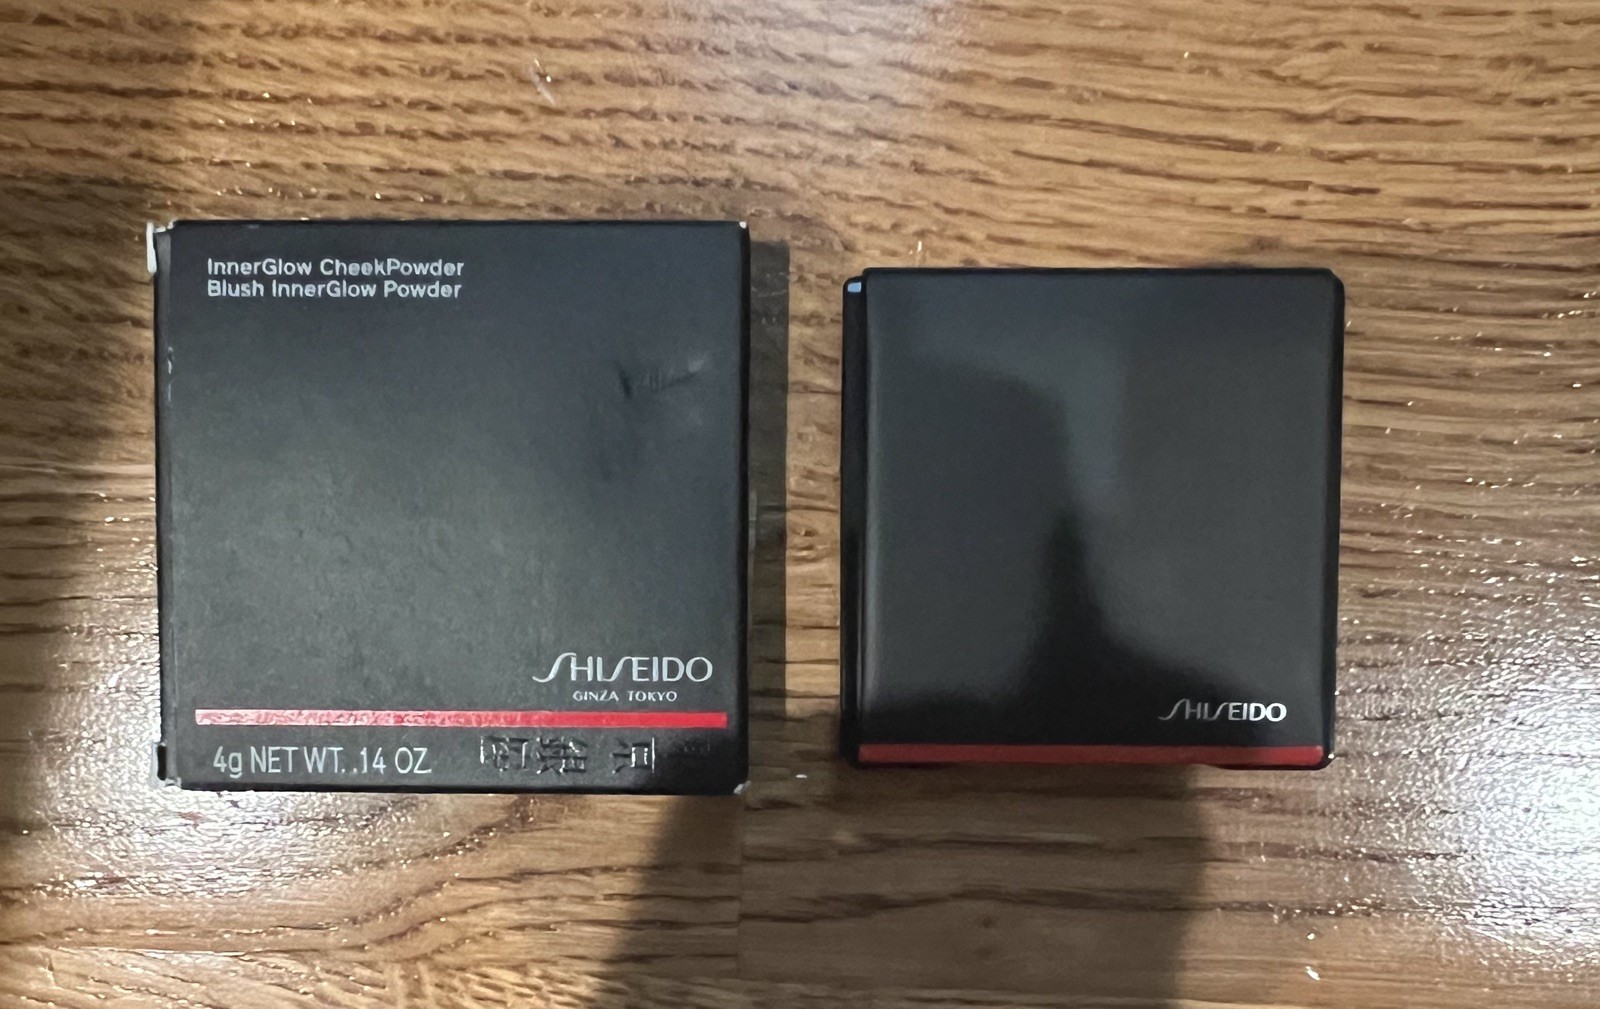 InnerGlow CheekPowder
Blush InnerGlow Powder
SHISEIDO
GINZA TOKYO
4g NET WT. .14 OZ.
SHISEIDO